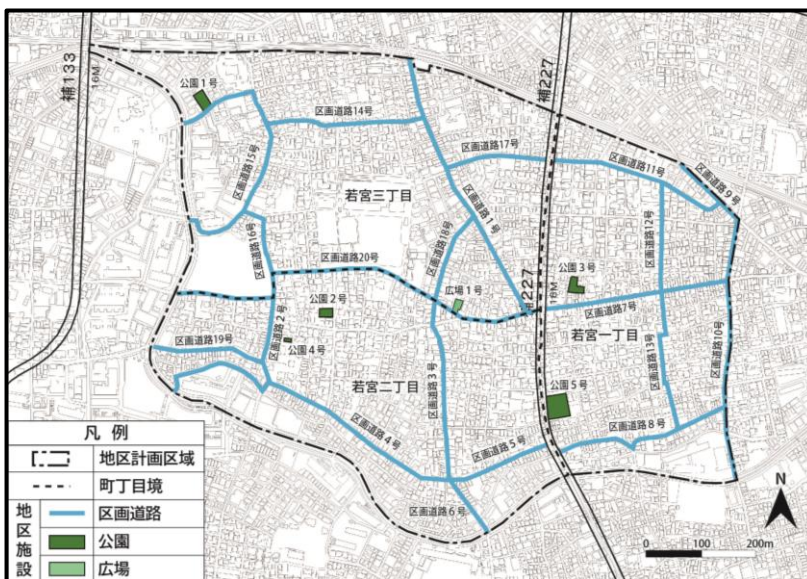 補133
16M
公園1号
区画道路14号
補227
区画道路15号
区画道路17号
区画道路11号
区画道路9号
若宮三丁目
区画道路1号
区画道路18号
区画道路12号
区画道路16号
区画道路20号
公園3号
広場1号
補227
18M
公園2号
区画道路7号
区画道路2号
若宮一丁目
区画道路19号
公園4号
区画道路3号
区画道路13号
区画道路10号
若宮二丁目
公園5号
区画道路4号
区画道路5号
区画道路8号
区画道路6号
凡 例
地区計画区域
町丁目境
地区施設
区画道路
公園
広場
N
0 100 200m